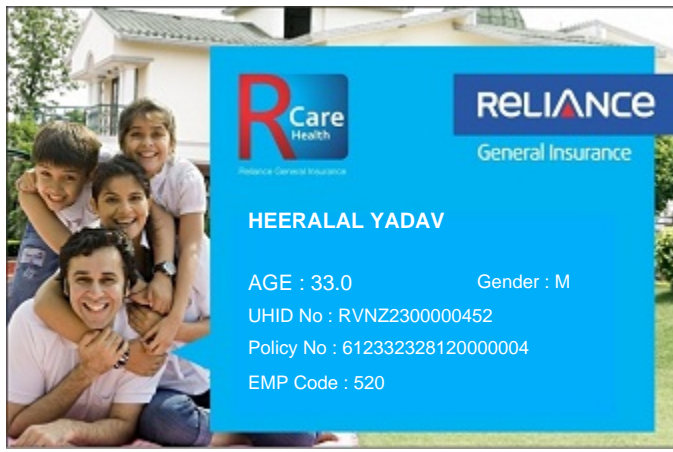 R Care
Health
Reliance General Insurance
RELIANCE
General Insurance
HEERALAL YADAV
AGE : 33.0 Gender : M
UHID No : RVNZ2300000452
Policy No : 612332328120000004
EMP Code : 520